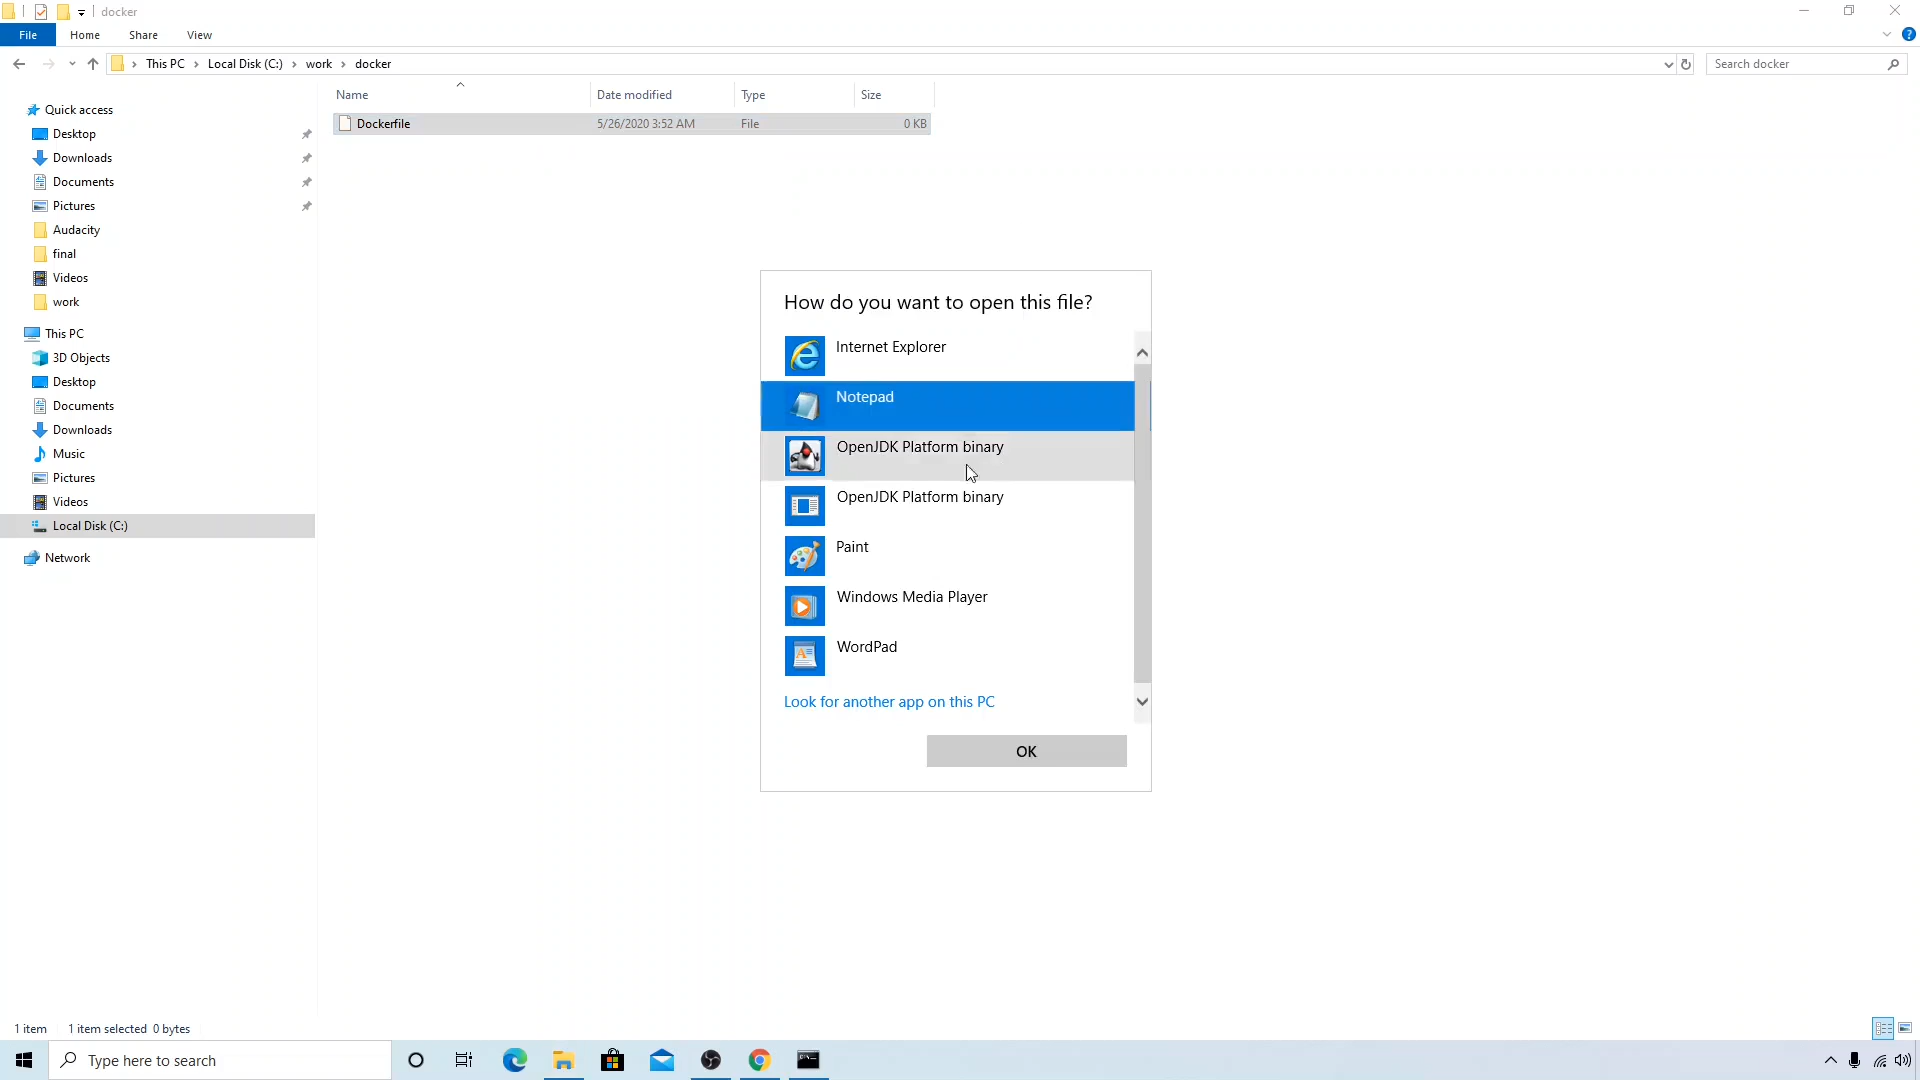 docker
File Home Share View
This PC Local Disk (C:) work docker
Search docker
Name Date modified Type Size
Dockerfile 5/26/2020 3:52 AM File 0 KB
Quick access
Desktop
Downloads
Documents
Pictures
Audacity
final
Videos
work
This PC
3D Objects
Desktop
Documents
Downloads
Music
Pictures
Videos
Local Disk (C:)
Network
How do you want to open this file?
Internet Explorer
Notepad
OpenJDK Platform binary
OpenJDK Platform binary
Paint
Windows Media Player
WordPad
Look for another app on this PC
OK
1 item 1 item selected 0 bytes
Type here to search